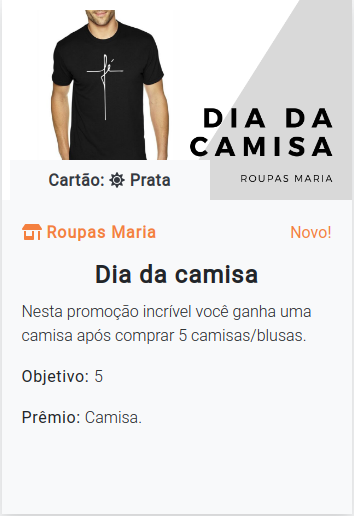 fé
DIA DA
CAMISA
ROUPAS MARIA
Cartão: Prata
Roupas Maria
Novo!
Dia da camisa
Nesta promoção incrível você ganha uma
camisa após comprar 5 camisas/blusas.
Objetivo: 5
Prêmio: Camisa.